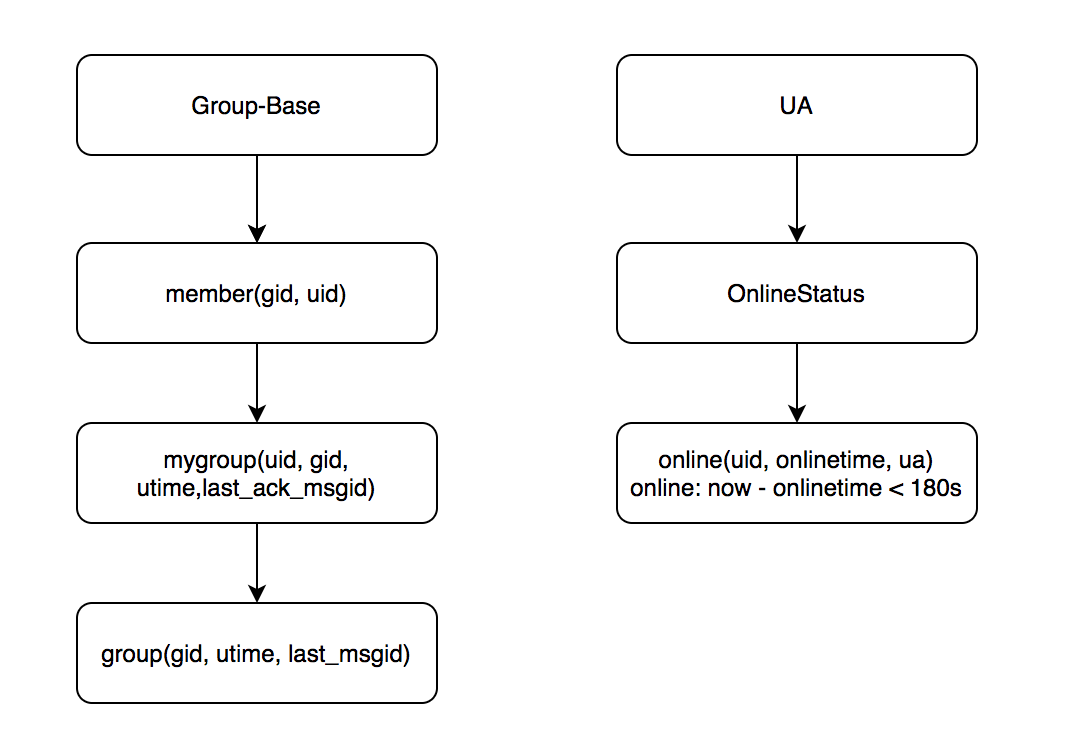 Group-Base
member(gid, uid)
mygroup(uid, gid,
utime,last_ack_msgid)
group(gid, utime, last_msgid)
UA
OnlineStatus
online(uid, onlinetime, ua)
online: now - onlinetime < 180s